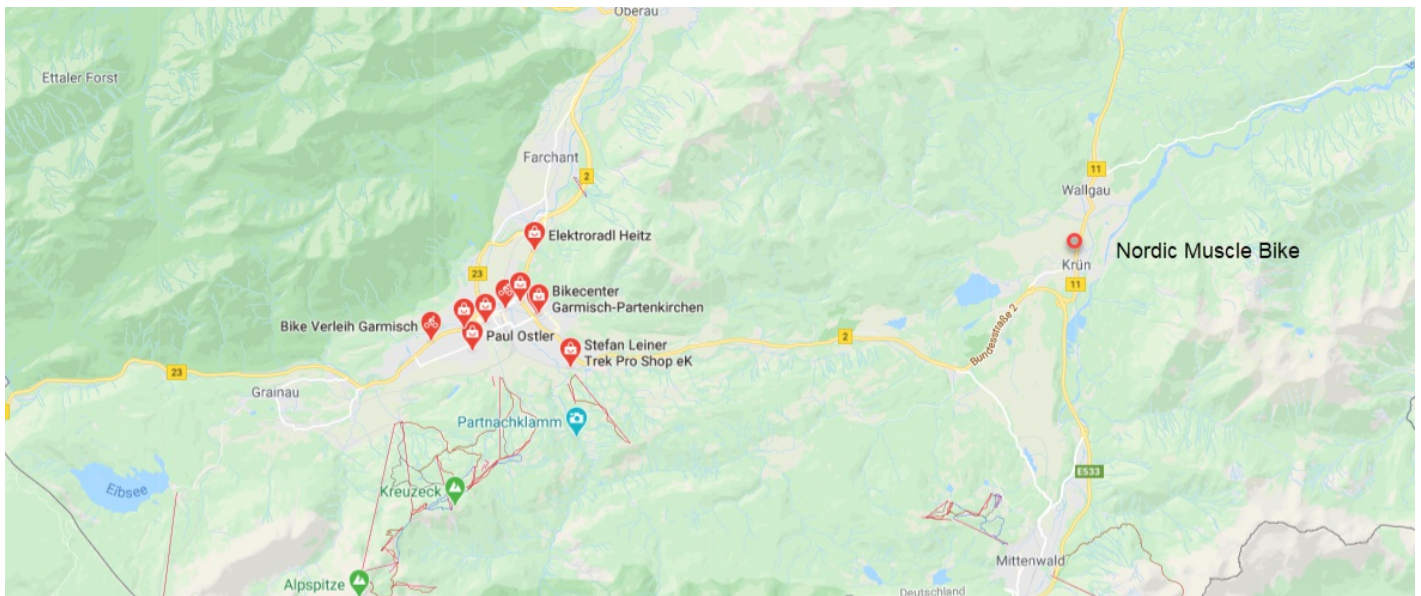 Oberau
Ettaler Forst
Farchant
2
11
Wallgau
Elektroradl Heitz
Nordic Muscle Bike
Krün
23
11
Bikecenter
Garmisch-Partenkirchen
Bike Verleih Garmisch
Paul Ostler
Stefan Leiner
Trek Pro Shop eK
2
Bundesstraße 2
23
Grainau
Partnachklamm
Eibsee
Kreuzeck
E533
Mittenwald
Alpspitze
Deutschland